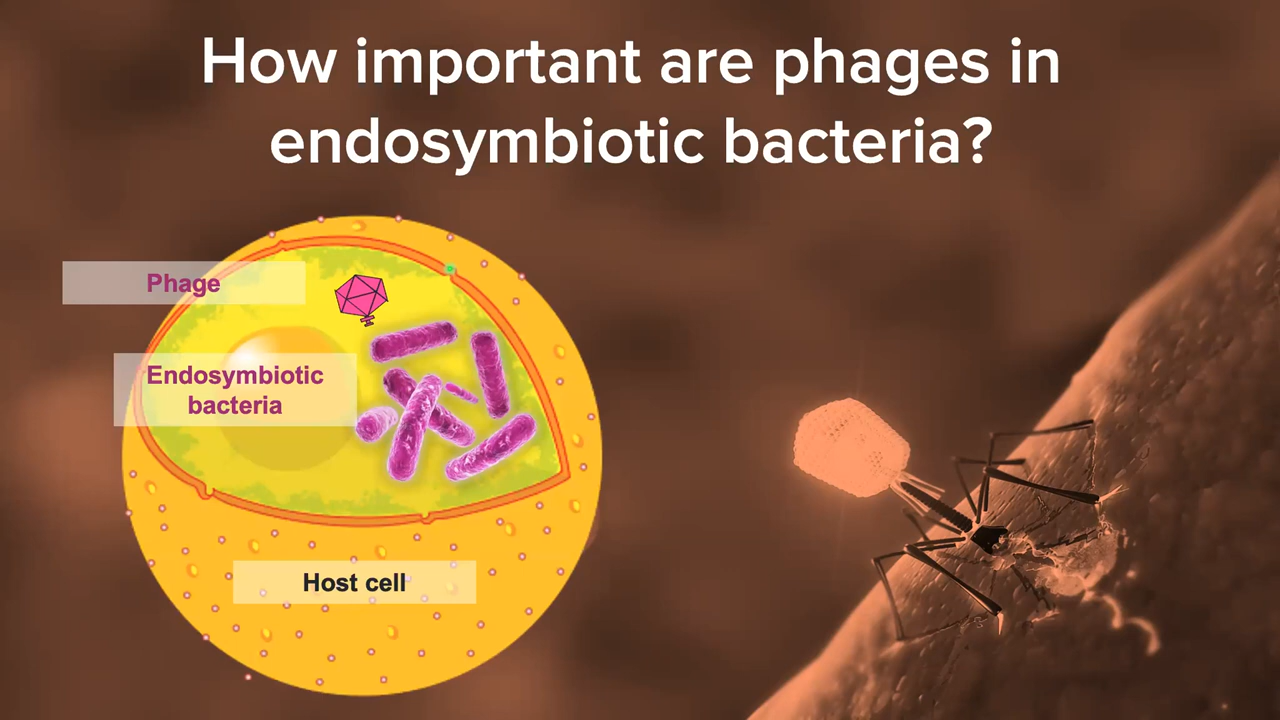 How important are phages in
endosymbiotic bacteria?
Phage
Endosymbiotic
bacteria
Host cell